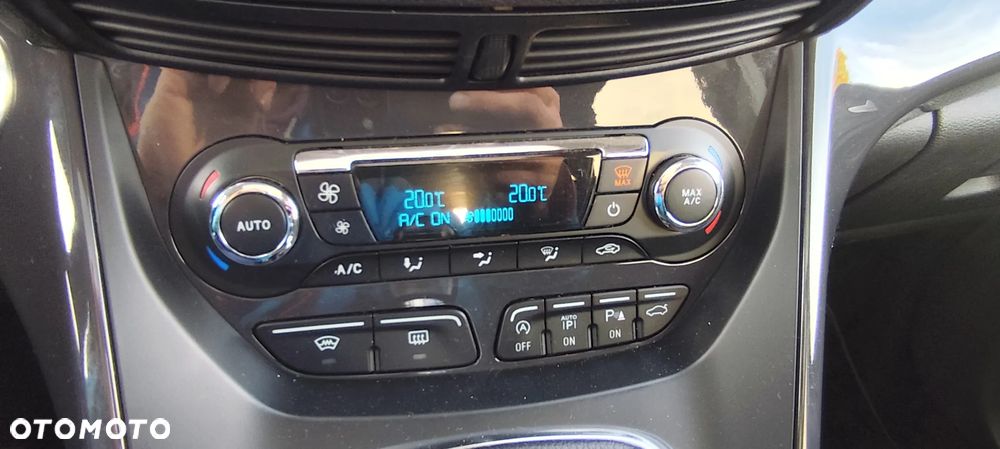 20.0°C 20.0°C
A/C ON
AUTO
MAX
MAX
A/C
A/C
A
OFF
AUTO
P
ON
P
ON
OTOMOTO